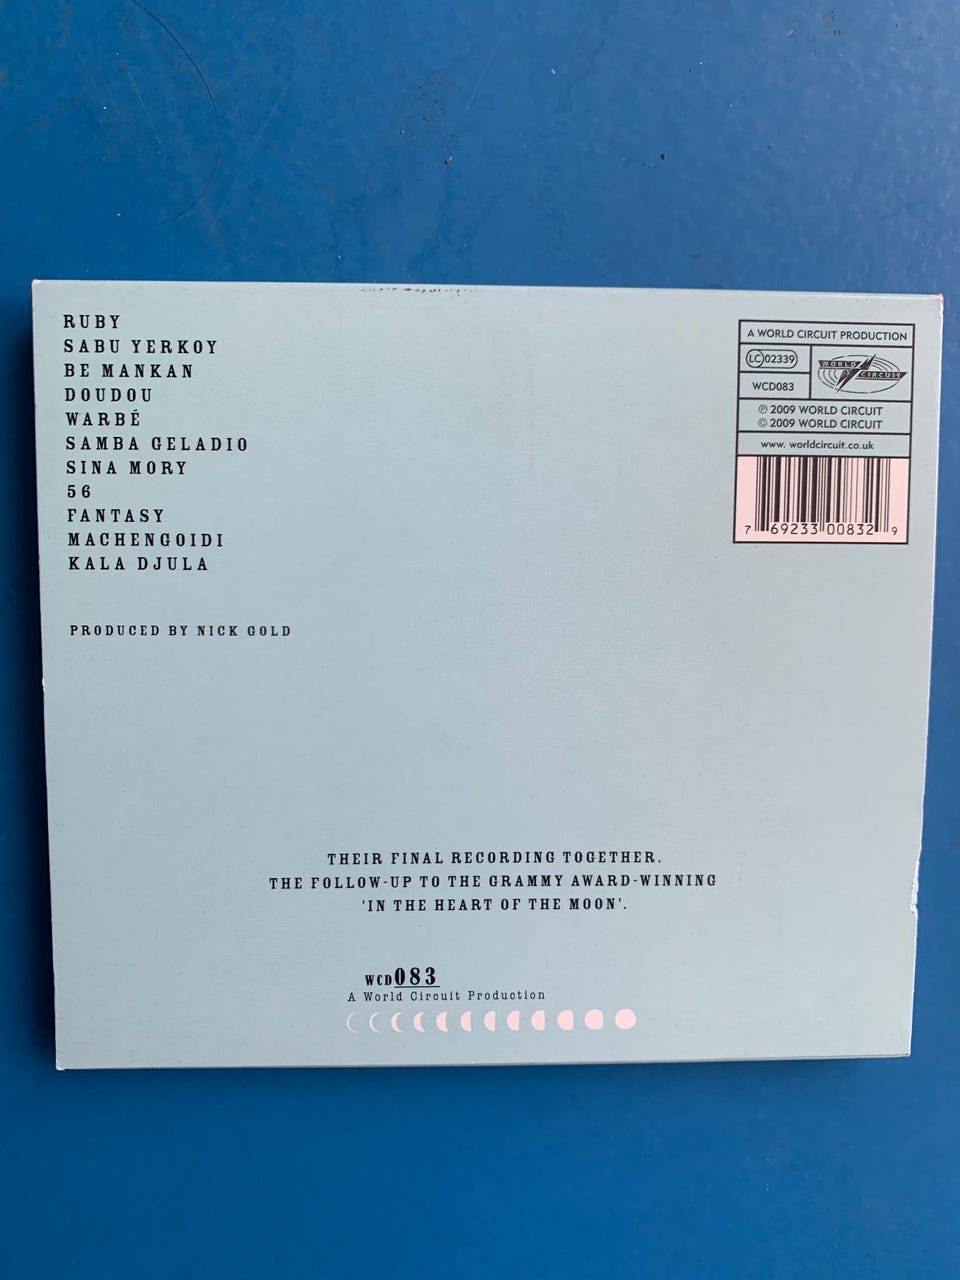 RUBY
SABU YERKOY
BE MANKAN
DOUDOU
WARBÉ
SAMBA GELADIO
SINA MORY
56
FANTASY
MACHENGOIDI
KALA DJULA
PRODUCED BY NICK GOLD
A WORLD CIRCUIT PRODUCTION
LC 02339
WORLD CIRCUIT
WCD083
℗ 2009 WORLD CIRCUIT
© 2009 WORLD CIRCUIT
www. worldcircuit.co.uk
7 69233 00832 9
THEIR FINAL RECORDING TOGETHER.
THE FOLLOW-UP TO THE GRAMMY AWARD-WINNING
'IN THE HEART OF THE MOON'.
WCD083
A World Circuit Production